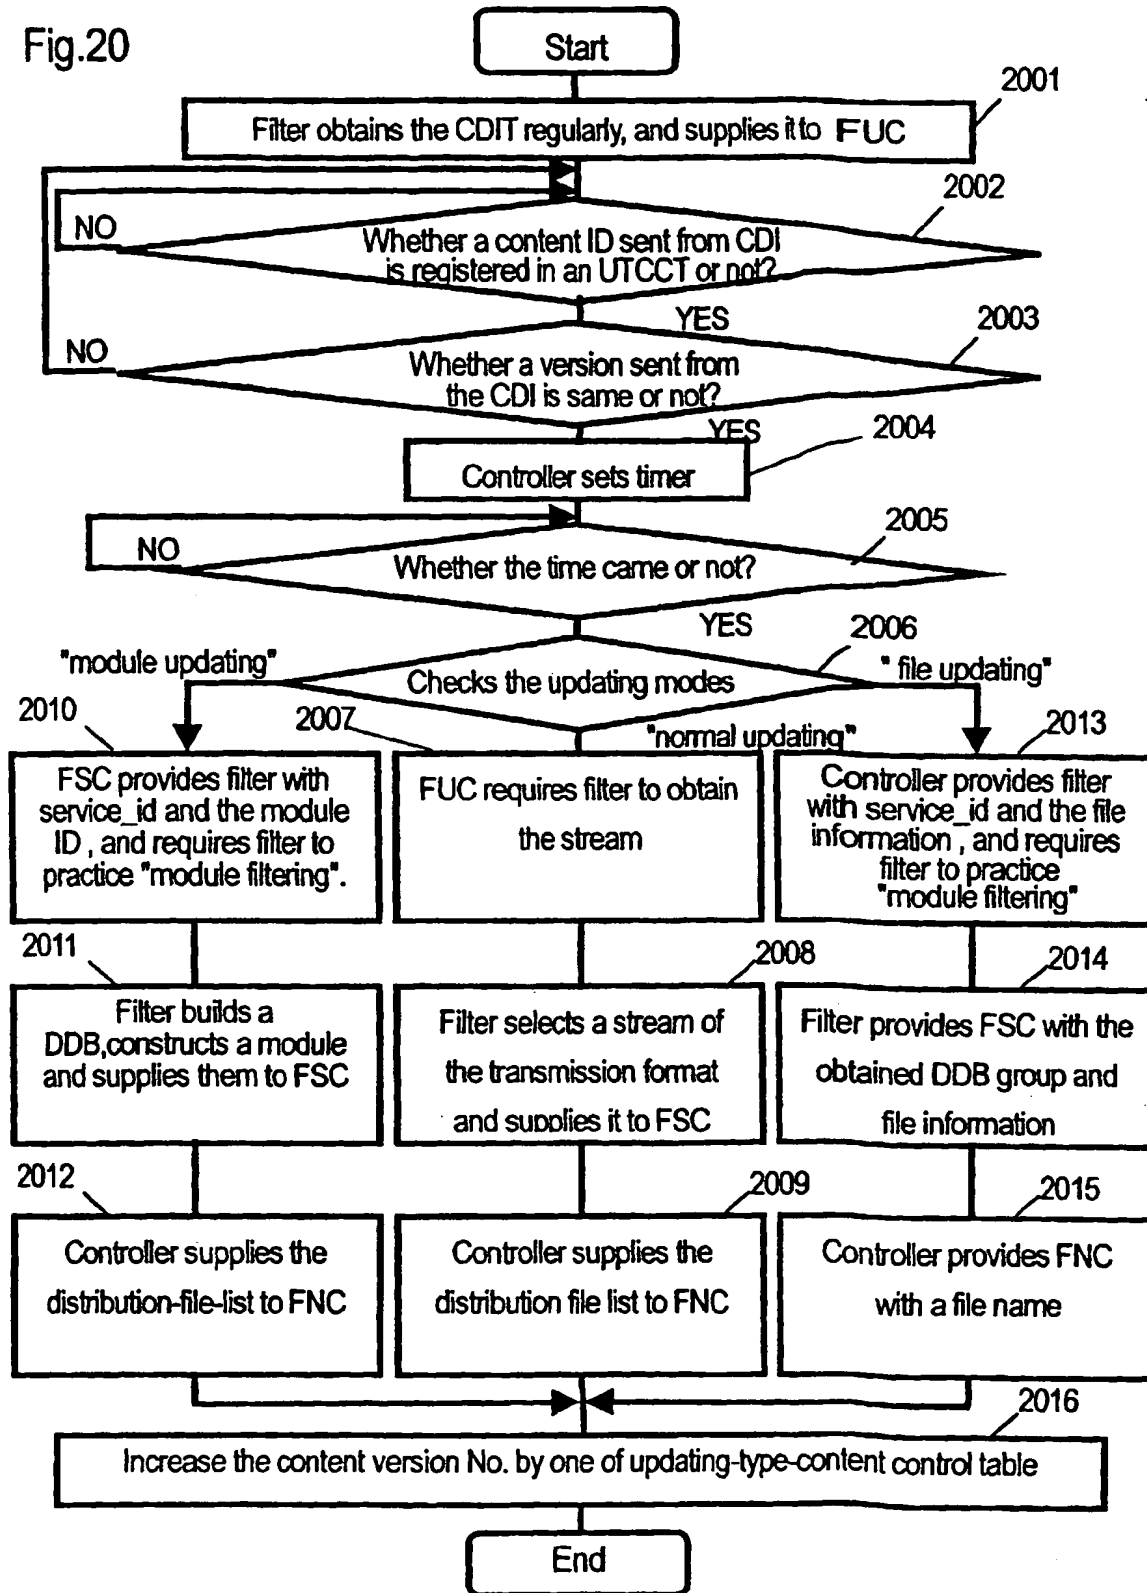 Fig.20
Start
2001
Filter obtains the CDIT regularly, and supplies it to FUC
2002
NO
Whether a content ID sent from CDI
is registered in an UTCCT or not?
YES
2003
NO
Whether a version sent from
the CDI is same or not?
YES
2004
Controller sets timer
2005
NO
Whether the time came or not?
YES
2006
"module updating"
Checks the updating modes
" file updating"
2010
2007
"normal updating"
2013
FSC provides filter with
service_id and the module
ID , and requires filter to
practice "module filtering".
FUC requires filter to obtain
the stream
Controller provides filter
with service_id and the file
information , and requires
filter to practice
"module filtering"
2011
2008
2014
Filter builds a
DDB,constructs a module
and supplies them to FSC
Filter selects a stream of
the transmission format
and supplies it to FSC
Filter provides FSC with the
obtained DDB group and
file information
2012
2009
2015
Controller supplies the
distribution-file-list to FNC
Controller supplies the
distribution file list to FNC
Controller provides FNC
with a file name
2016
Increase the content version No. by one of updating-type-content control table
End